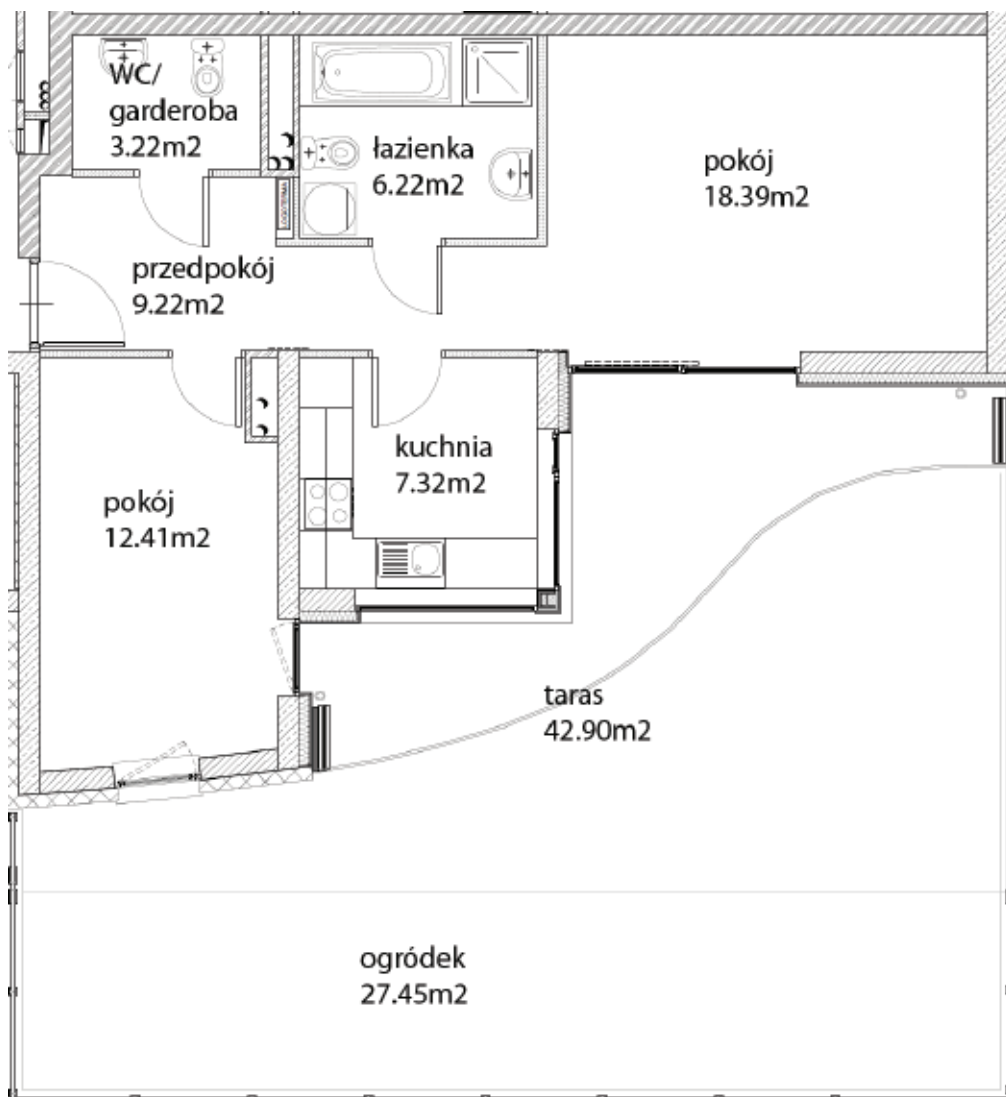 WC/
garderoba
3.22m2
łazienka
6.22m2
pokój
18.39m2
przedpokój
9.22m2
kuchnia
7.32m2
pokój
12.41m2
taras
42.90m2
ogródek
27.45m2